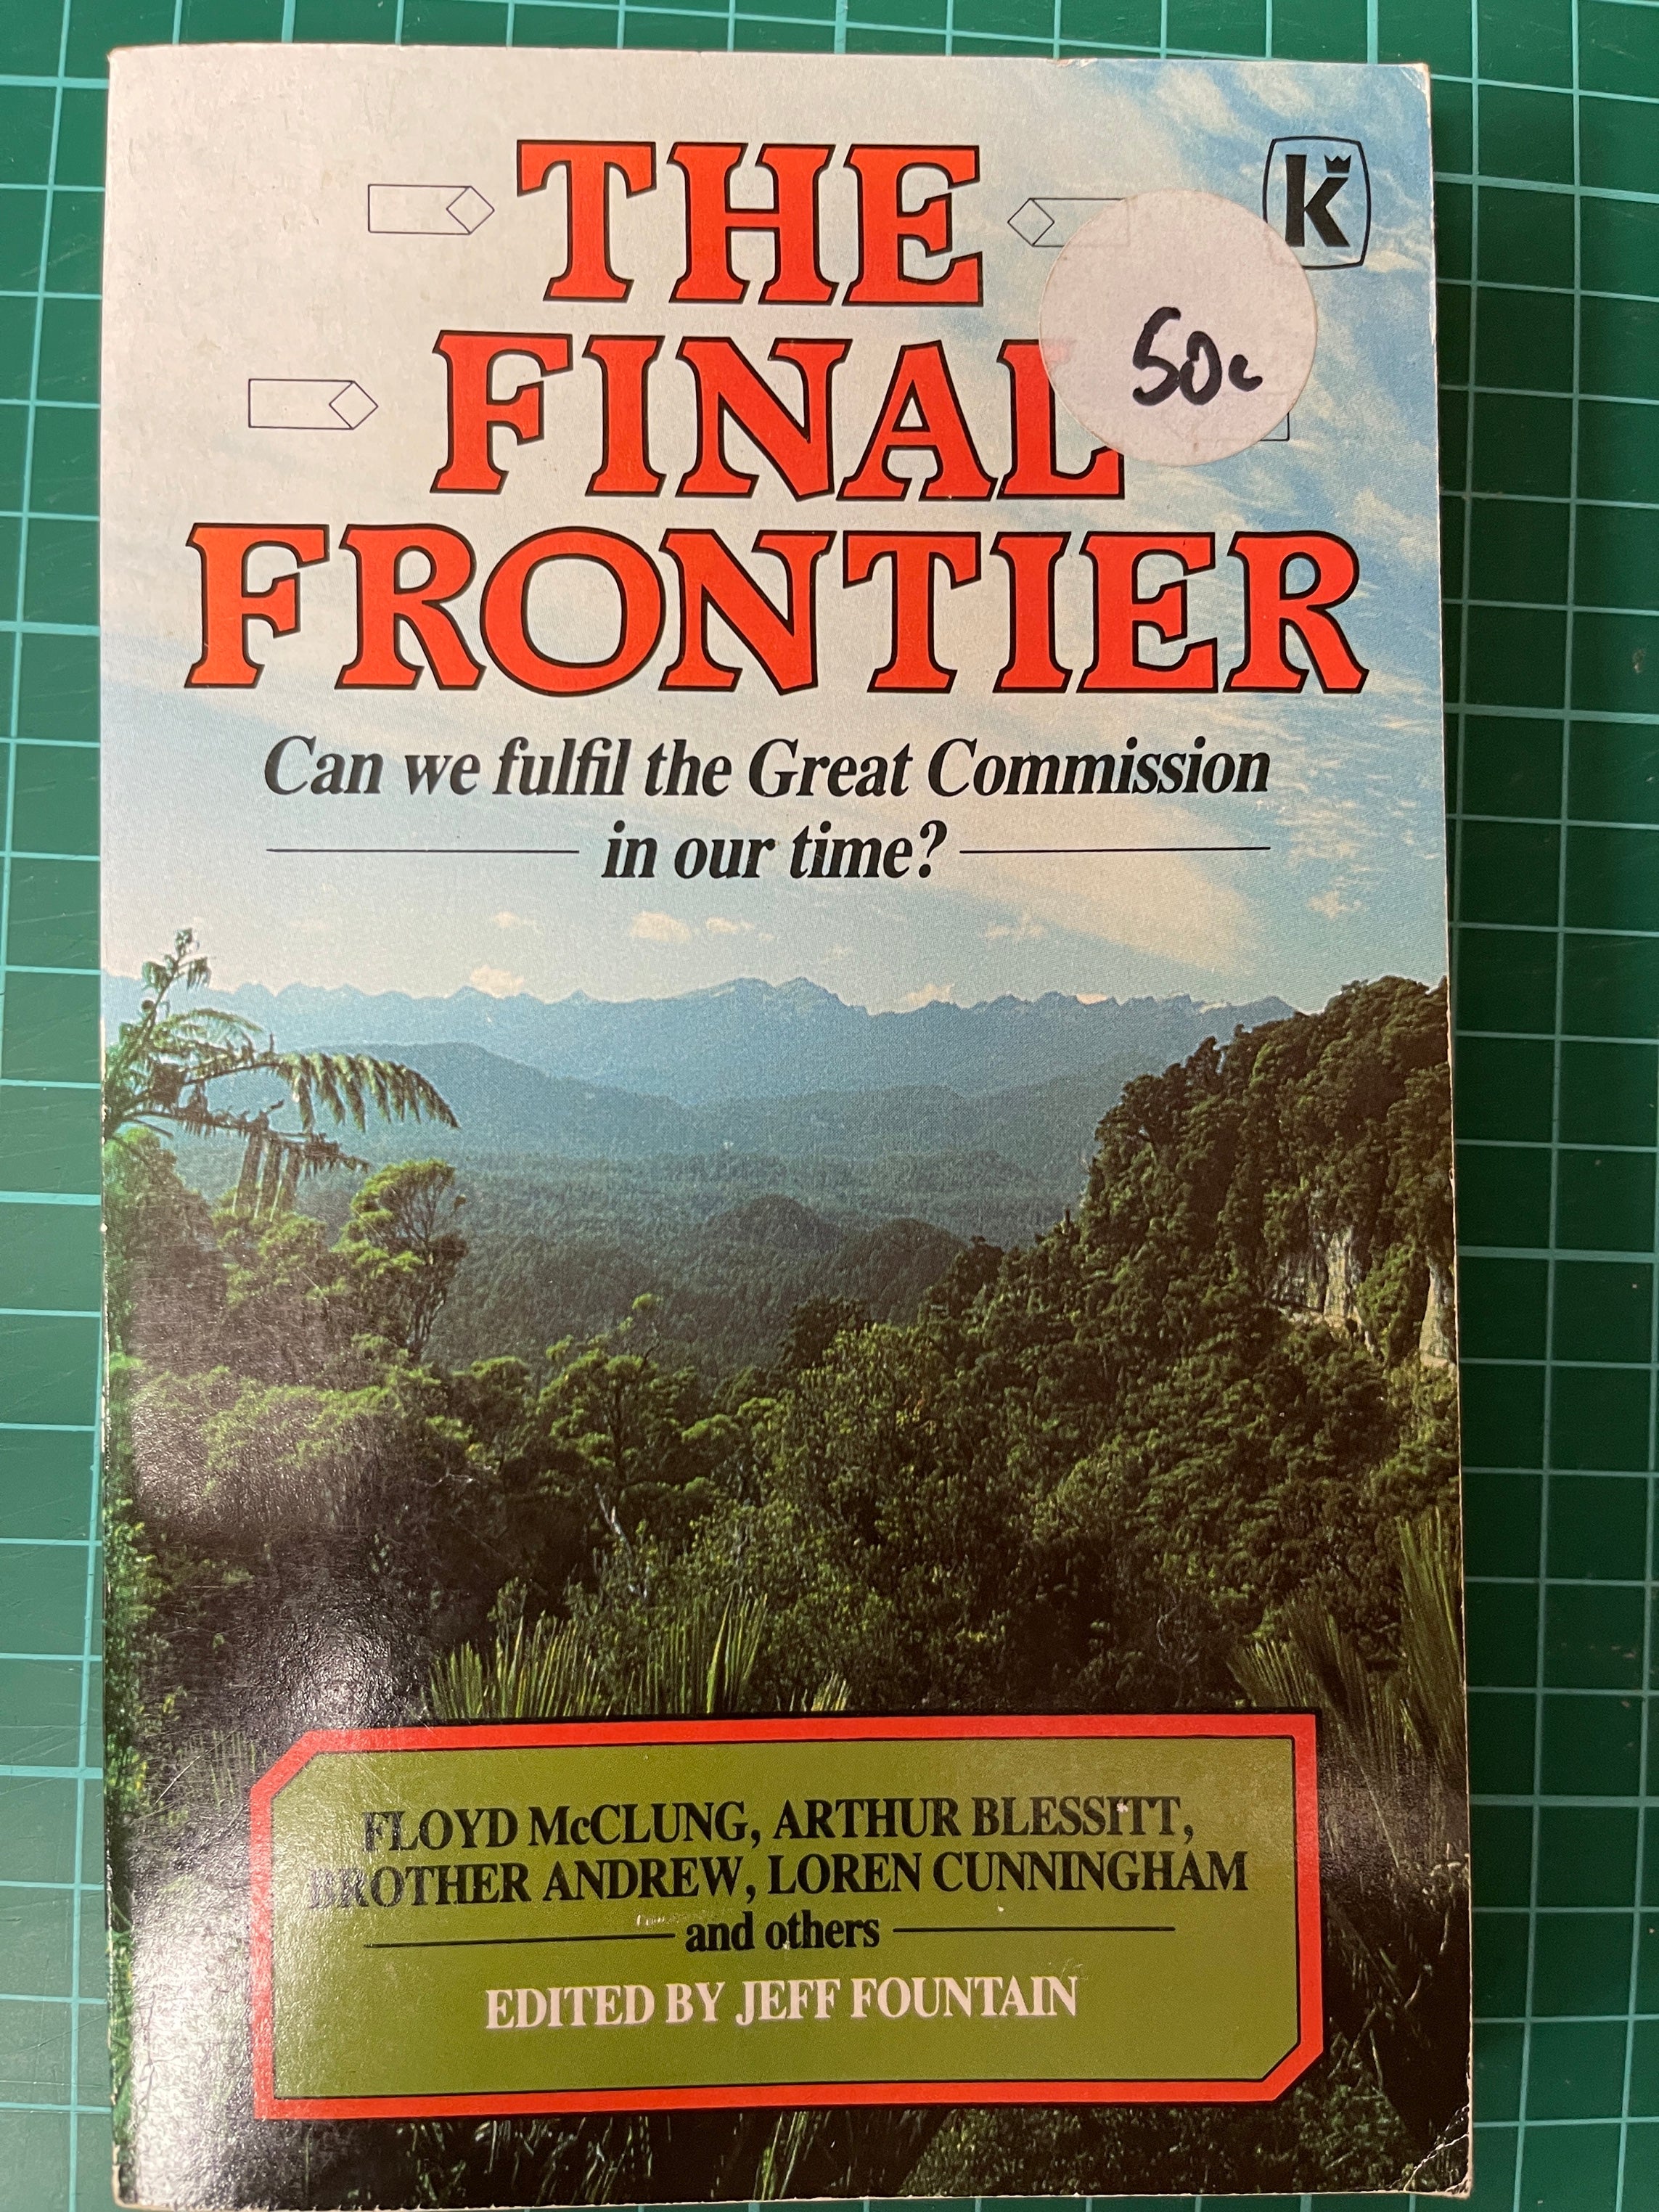 THE
K
50c
FINAL
FRONTIER
Can we fulfil the Great Commission
in our time?
FLOYD McCLUNG, ARTHUR BLESSITT,
BROTHER ANDREW, LOREN CUNNINGHAM
and others
EDITED BY JEFF FOUNTAIN